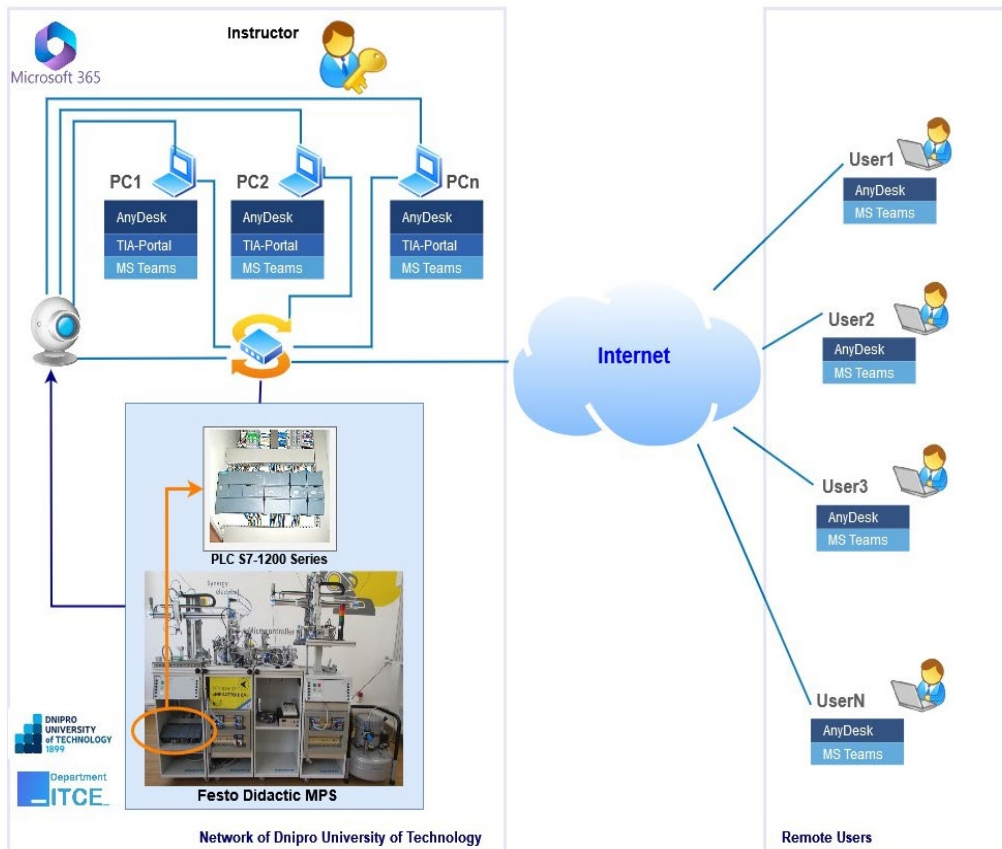 Instructor
Microsoft 365
PC1
AnyDesk
TIA-Portal
MS Teams
PC2
AnyDesk
TIA-Portal
MS Teams
PCn
AnyDesk
TIA-Portal
MS Teams
Internet
User1
AnyDesk
MS Teams
User2
AnyDesk
MS Teams
User3
AnyDesk
MS Teams
UserN
AnyDesk
MS Teams
PLC S7-1200 Series
Synergy
Microcontroller
Festo Didactic MPS
DNIPRO
UNIVERSITY
of TECHNOLOGY
1899
Department
_ITCE_
Network of Dnipro University of Technology
Remote Users